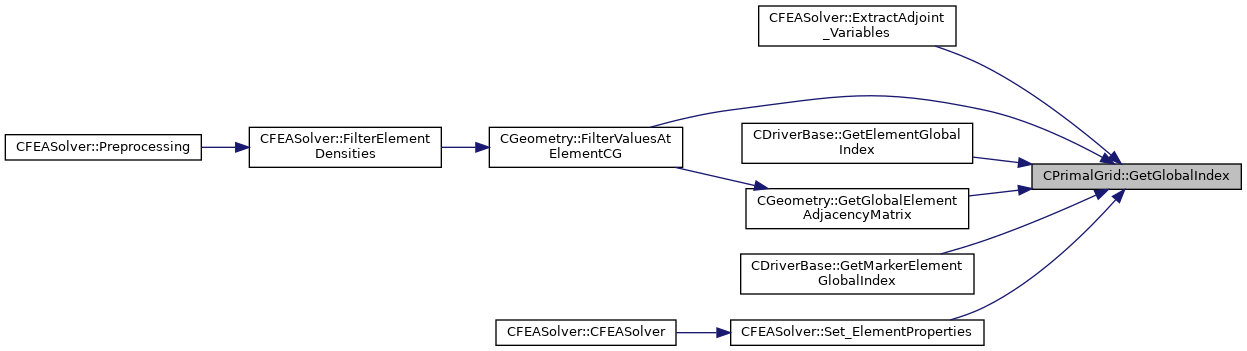 CFEASolver::ExtractAdjoint
_Variables
CFEASolver::Preprocessing
CFEASolver::FilterElement
Densities
CGeometry::FilterValuesAt
ElementCG
CDriverBase::GetElementGlobal
Index
CPrimalGrid::GetGlobalIndex
CGeometry::GetGlobalElement
AdjacencyMatrix
CDriverBase::GetMarkerElement
GlobalIndex
CFEASolver::CFEASolver
CFEASolver::Set_ElementProperties